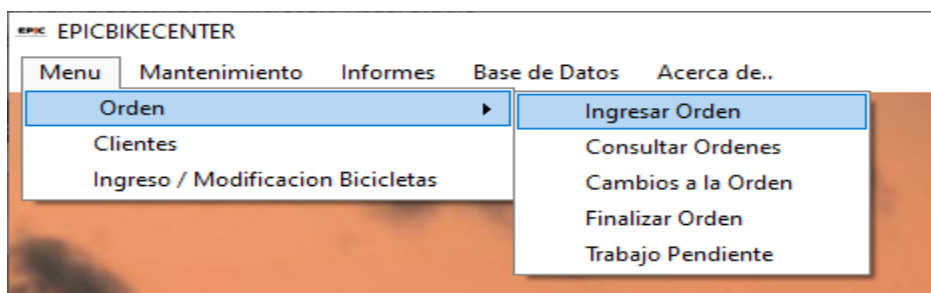 EPIC EPICBIKECENTER
Menu Mantenimiento Informes Base de Datos Acerca de..
Orden
Clientes
Ingreso / Modificacion Bicicletas
Ingresar Orden
Consultar Ordenes
Cambios a la Orden
Finalizar Orden
Trabajo Pendiente